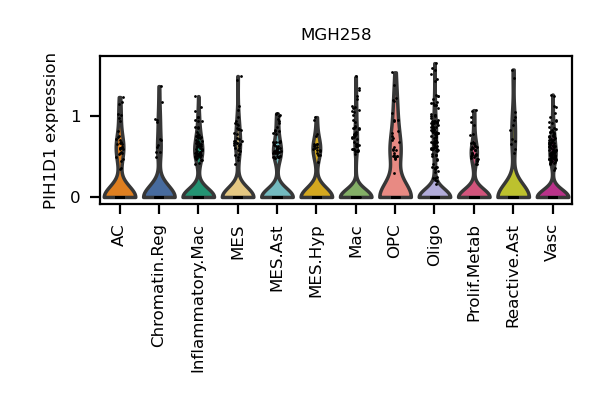 MGH258
PIH1D1 expression
1
0
AC
Chromatin.Reg
Inflammatory.Mac
MES
MES.Ast
MES.Hyp
Mac
OPC
Oligo
Prolif.Metab
Reactive.Ast
Vasc